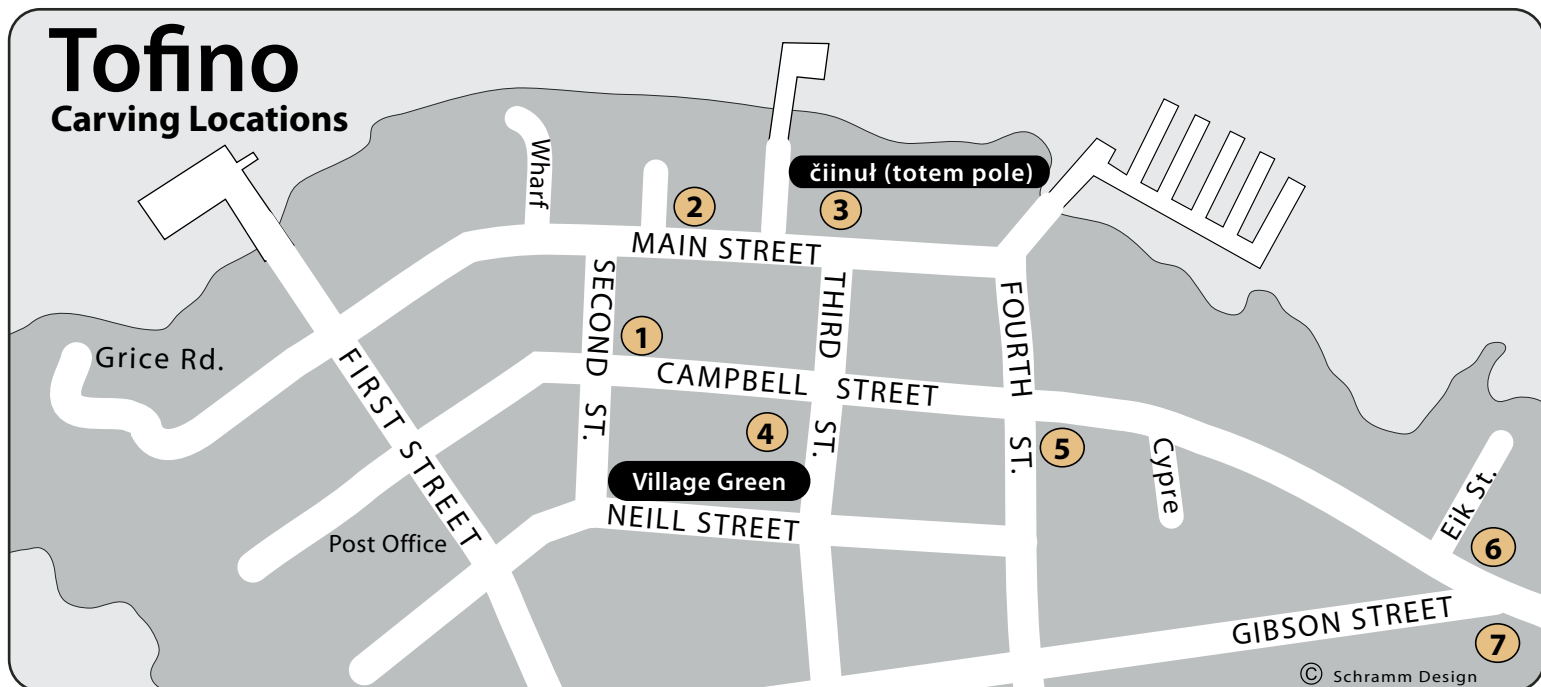 Tofino
Carving Locations
Wharf
čiinuł (totem pole)
2
3
MAIN STREET
SECOND ST.
THIRD ST.
FOURTH ST.
1
Grice Rd.
FIRST STREET
CAMPBELL STREET
4
5
Cypre
Village Green
Eik St.
NEILL STREET
Post Office
6
GIBSON STREET
7
© Schramm Design